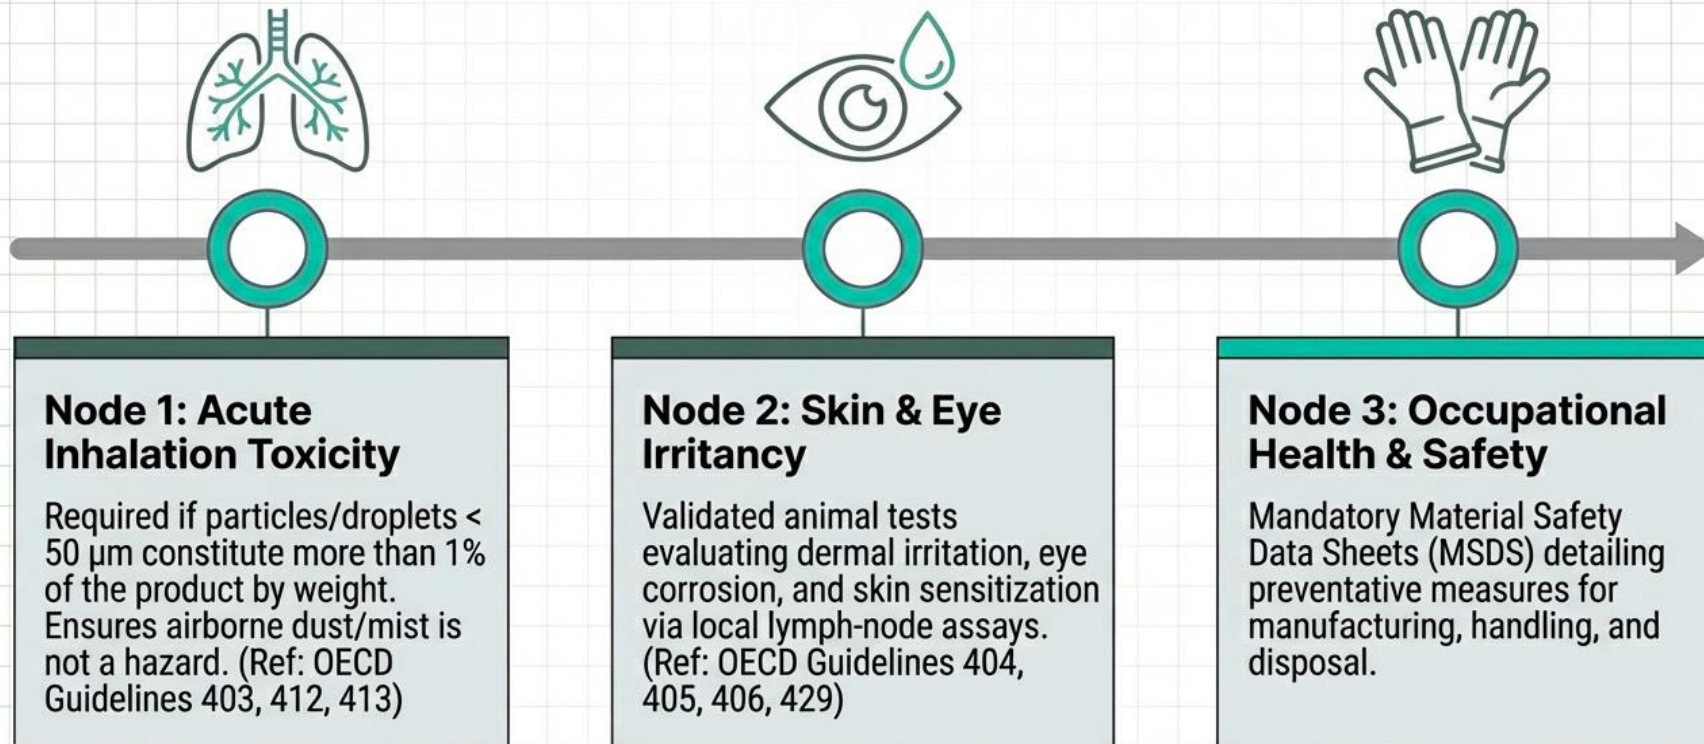 Node 1: Acute
Inhalation Toxicity
Required if particles/droplets <
50 µm constitute more than 1%
of the product by weight.
Ensures airborne dust/mist is
not a hazard. (Ref: OECD
Guidelines 403, 412, 413)
Node 2: Skin & Eye
Irritancy
Validated animal tests
evaluating dermal irritation, eye
corrosion, and skin sensitization
via local lymph-node assays.
(Ref: OECD Guidelines 404,
405, 406, 429)
Node 3: Occupational
Health & Safety
Mandatory Material Safety
Data Sheets (MSDS) detailing
preventative measures for
manufacturing, handling, and
disposal.